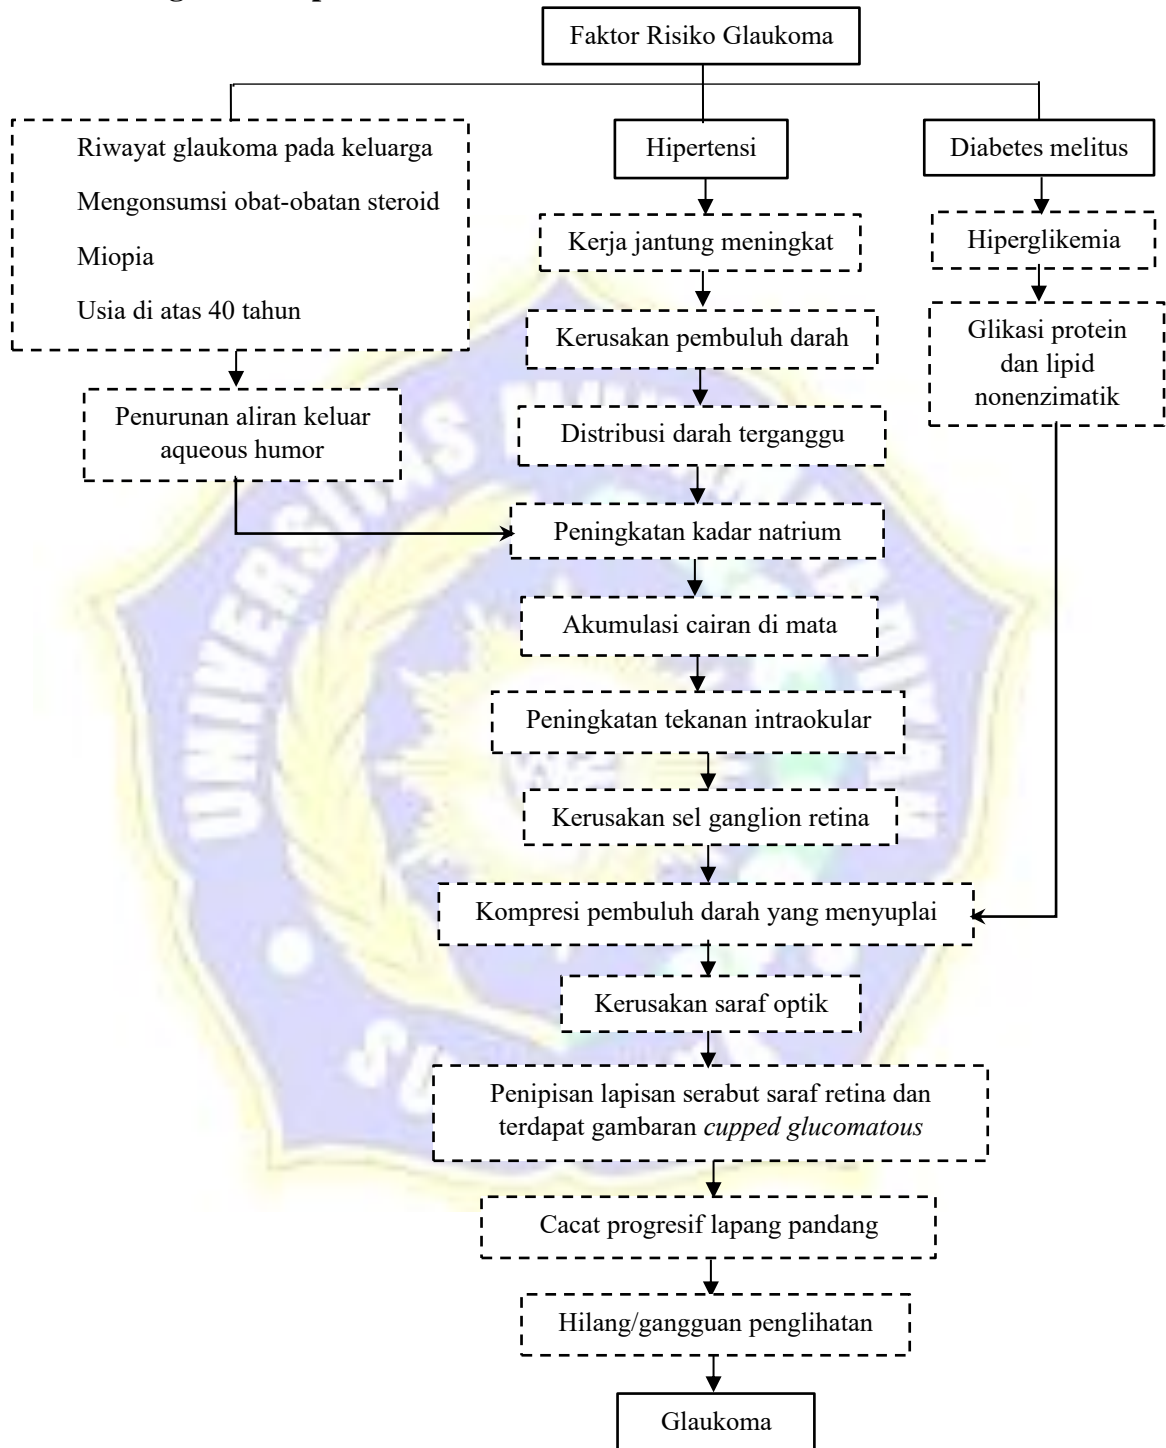 Faktor Risiko Glaukoma
Riwayat glaukoma pada keluarga
Mengonsumsi obat-obatan steroid
Miopia
Usia di atas 40 tahun
Hipertensi
Diabetes melitus
Kerja jantung meningkat
Hiperglikemia
Kerusakan pembuluh darah
Glikasi protein
dan lipid
nonenzimatik
Penurunan aliran keluar
aqueous humor
Distribusi darah terganggu
Peningkatan kadar natrium
Akumulasi cairan di mata
Peningkatan tekanan intraokular
Kerusakan sel ganglion retina
Kompresi pembuluh darah yang menyuplai
Kerusakan saraf optik
Penipisan lapisan serabut saraf retina dan
terdapat gambaran cupped glucomatous
Cacat progresif lapang pandang
Hilang/gangguan penglihatan
Glaukoma
UNIVERSITAS